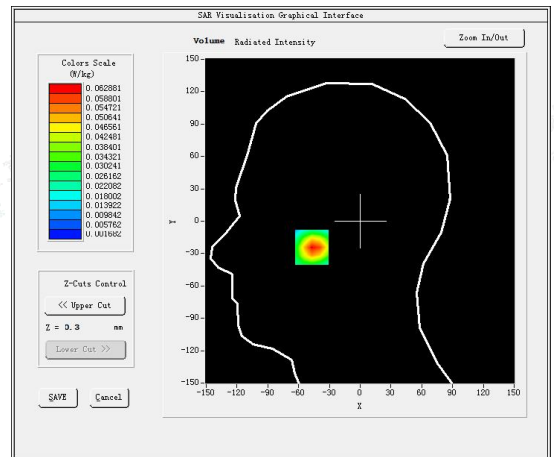 SAR Visualisation Graphical Interface
Volume Radiated Intensity
Zoom In/Out
Colors Scale
(W/kg)
0.062881
0.058801
0.054721
0.050641
0.046561
0.042481
0.038401
0.034321
0.030241
0.026162
0.022082
0.018002
0.013922
0.009842
0.005762
0.001682
Z-Cuts Control
<< Upper Cut
Z = 0.3 mm
Lower Cut >>
SAVE Cancel
150
120
90
60
30
0
-30
-60
-90
-120
-150
Y
-150 -120 -90 -60 -30 0 30 60 90 120 150
X